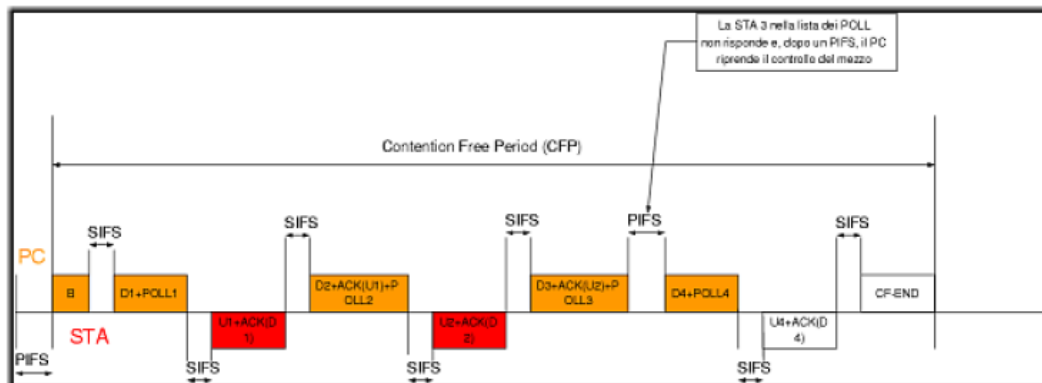 La STA 3 nella lista dei POLL
non risponde e, dopo un PIFS, il PC
riprende il controllo del mezzo
Contention Free Period (CFP)
SIFS
SIFS
SIFS
PIFS
SIFS
PC
B
D1+POLL1
D2+ACK(U1)+P
OLL2
D3+ACK(U2)+P
OLL3
D4+POLL4
CF-END
STA
U1+ACK(D
1)
U2+ACK(D
2)
U4+ACK(D
4)
PIFS
SIFS
SIFS
SIFS